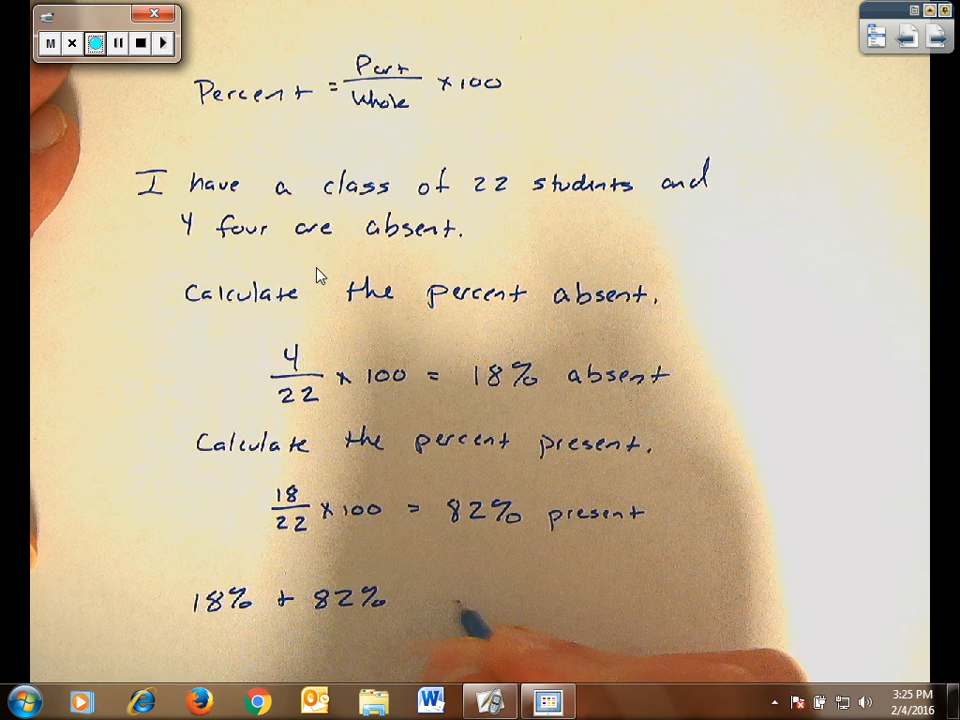 M
Percent = Part / Whole × 100
I have a class of 22 students and
4 four are absent.
Calculate the percent absent.
4 / 22 × 100 = 18% absent
Calculate the percent present.
18 / 22 × 100 = 82% present
18% + 82%
3:25 PM
2/4/2016